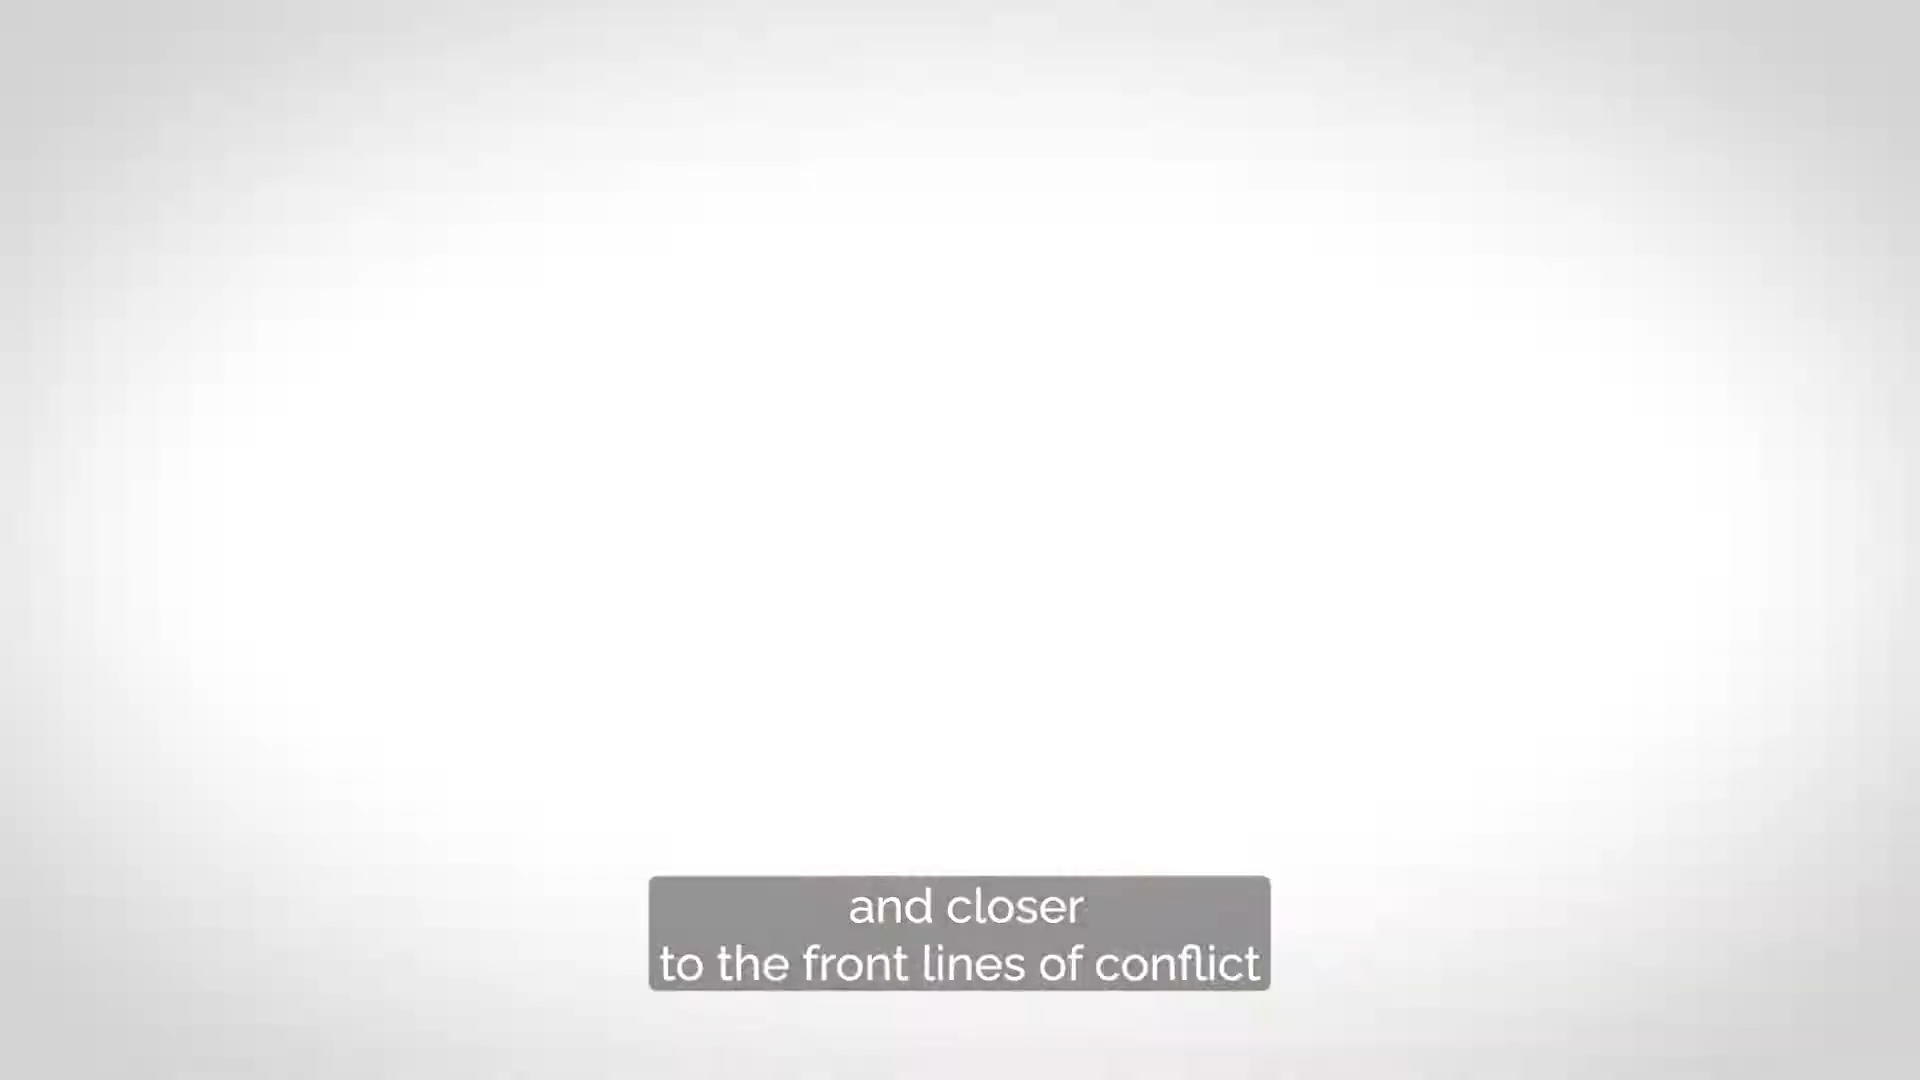 and closer
to the front lines of conflict